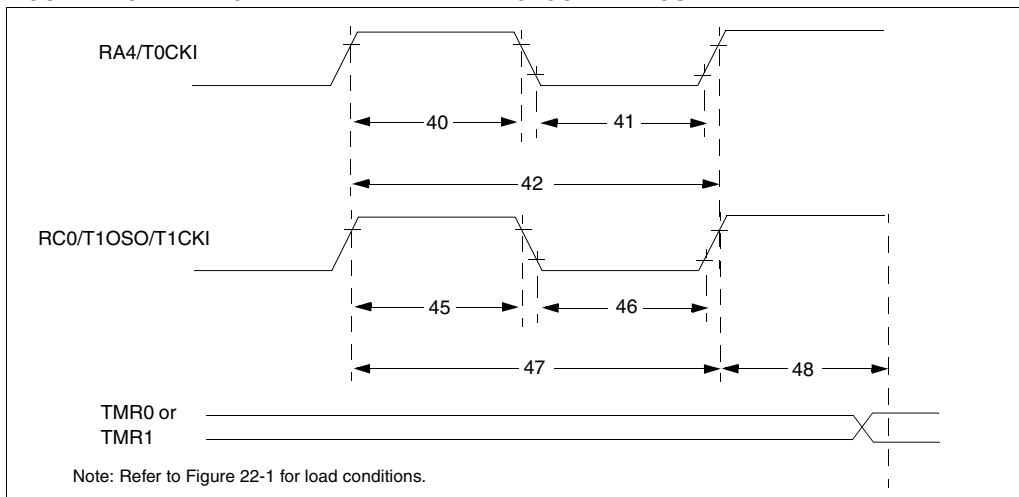 RA4/T0CKI
40
41
42
RC0/T1OSO/T1CKI
45
46
47
48
TMR0 or
TMR1
Note: Refer to Figure 22-1 for load conditions.